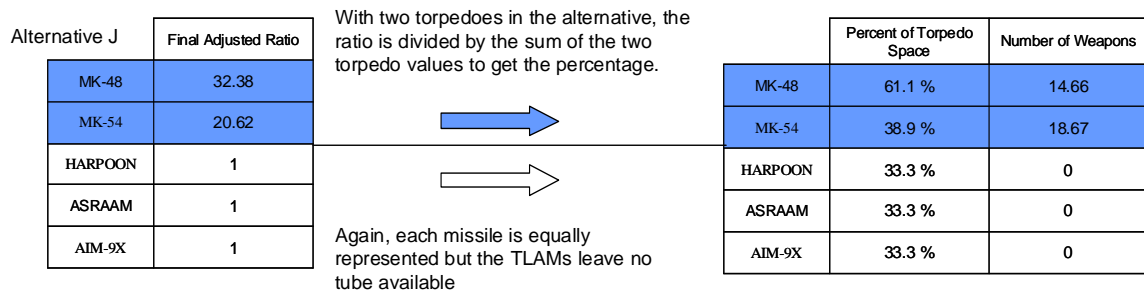 With two torpedoes in the alternative, the
ratio is divided by the sum of the two
torpedo values to get the percentage.
Alternative J
Final Adjusted Ratio
MK-48 32.38
MK-54 20.62
HARPOON 1
ASRAAM 1
AIM-9X 1
Again, each missile is equally
represented but the TLAMs leave no
tube available
Percent of Torpedo
Space
Number of Weapons
MK-48 61.1 % 14.66
MK-54 38.9 % 18.67
HARPOON 33.3 % 0
ASRAAM 33.3 % 0
AIM-9X 33.3 % 0